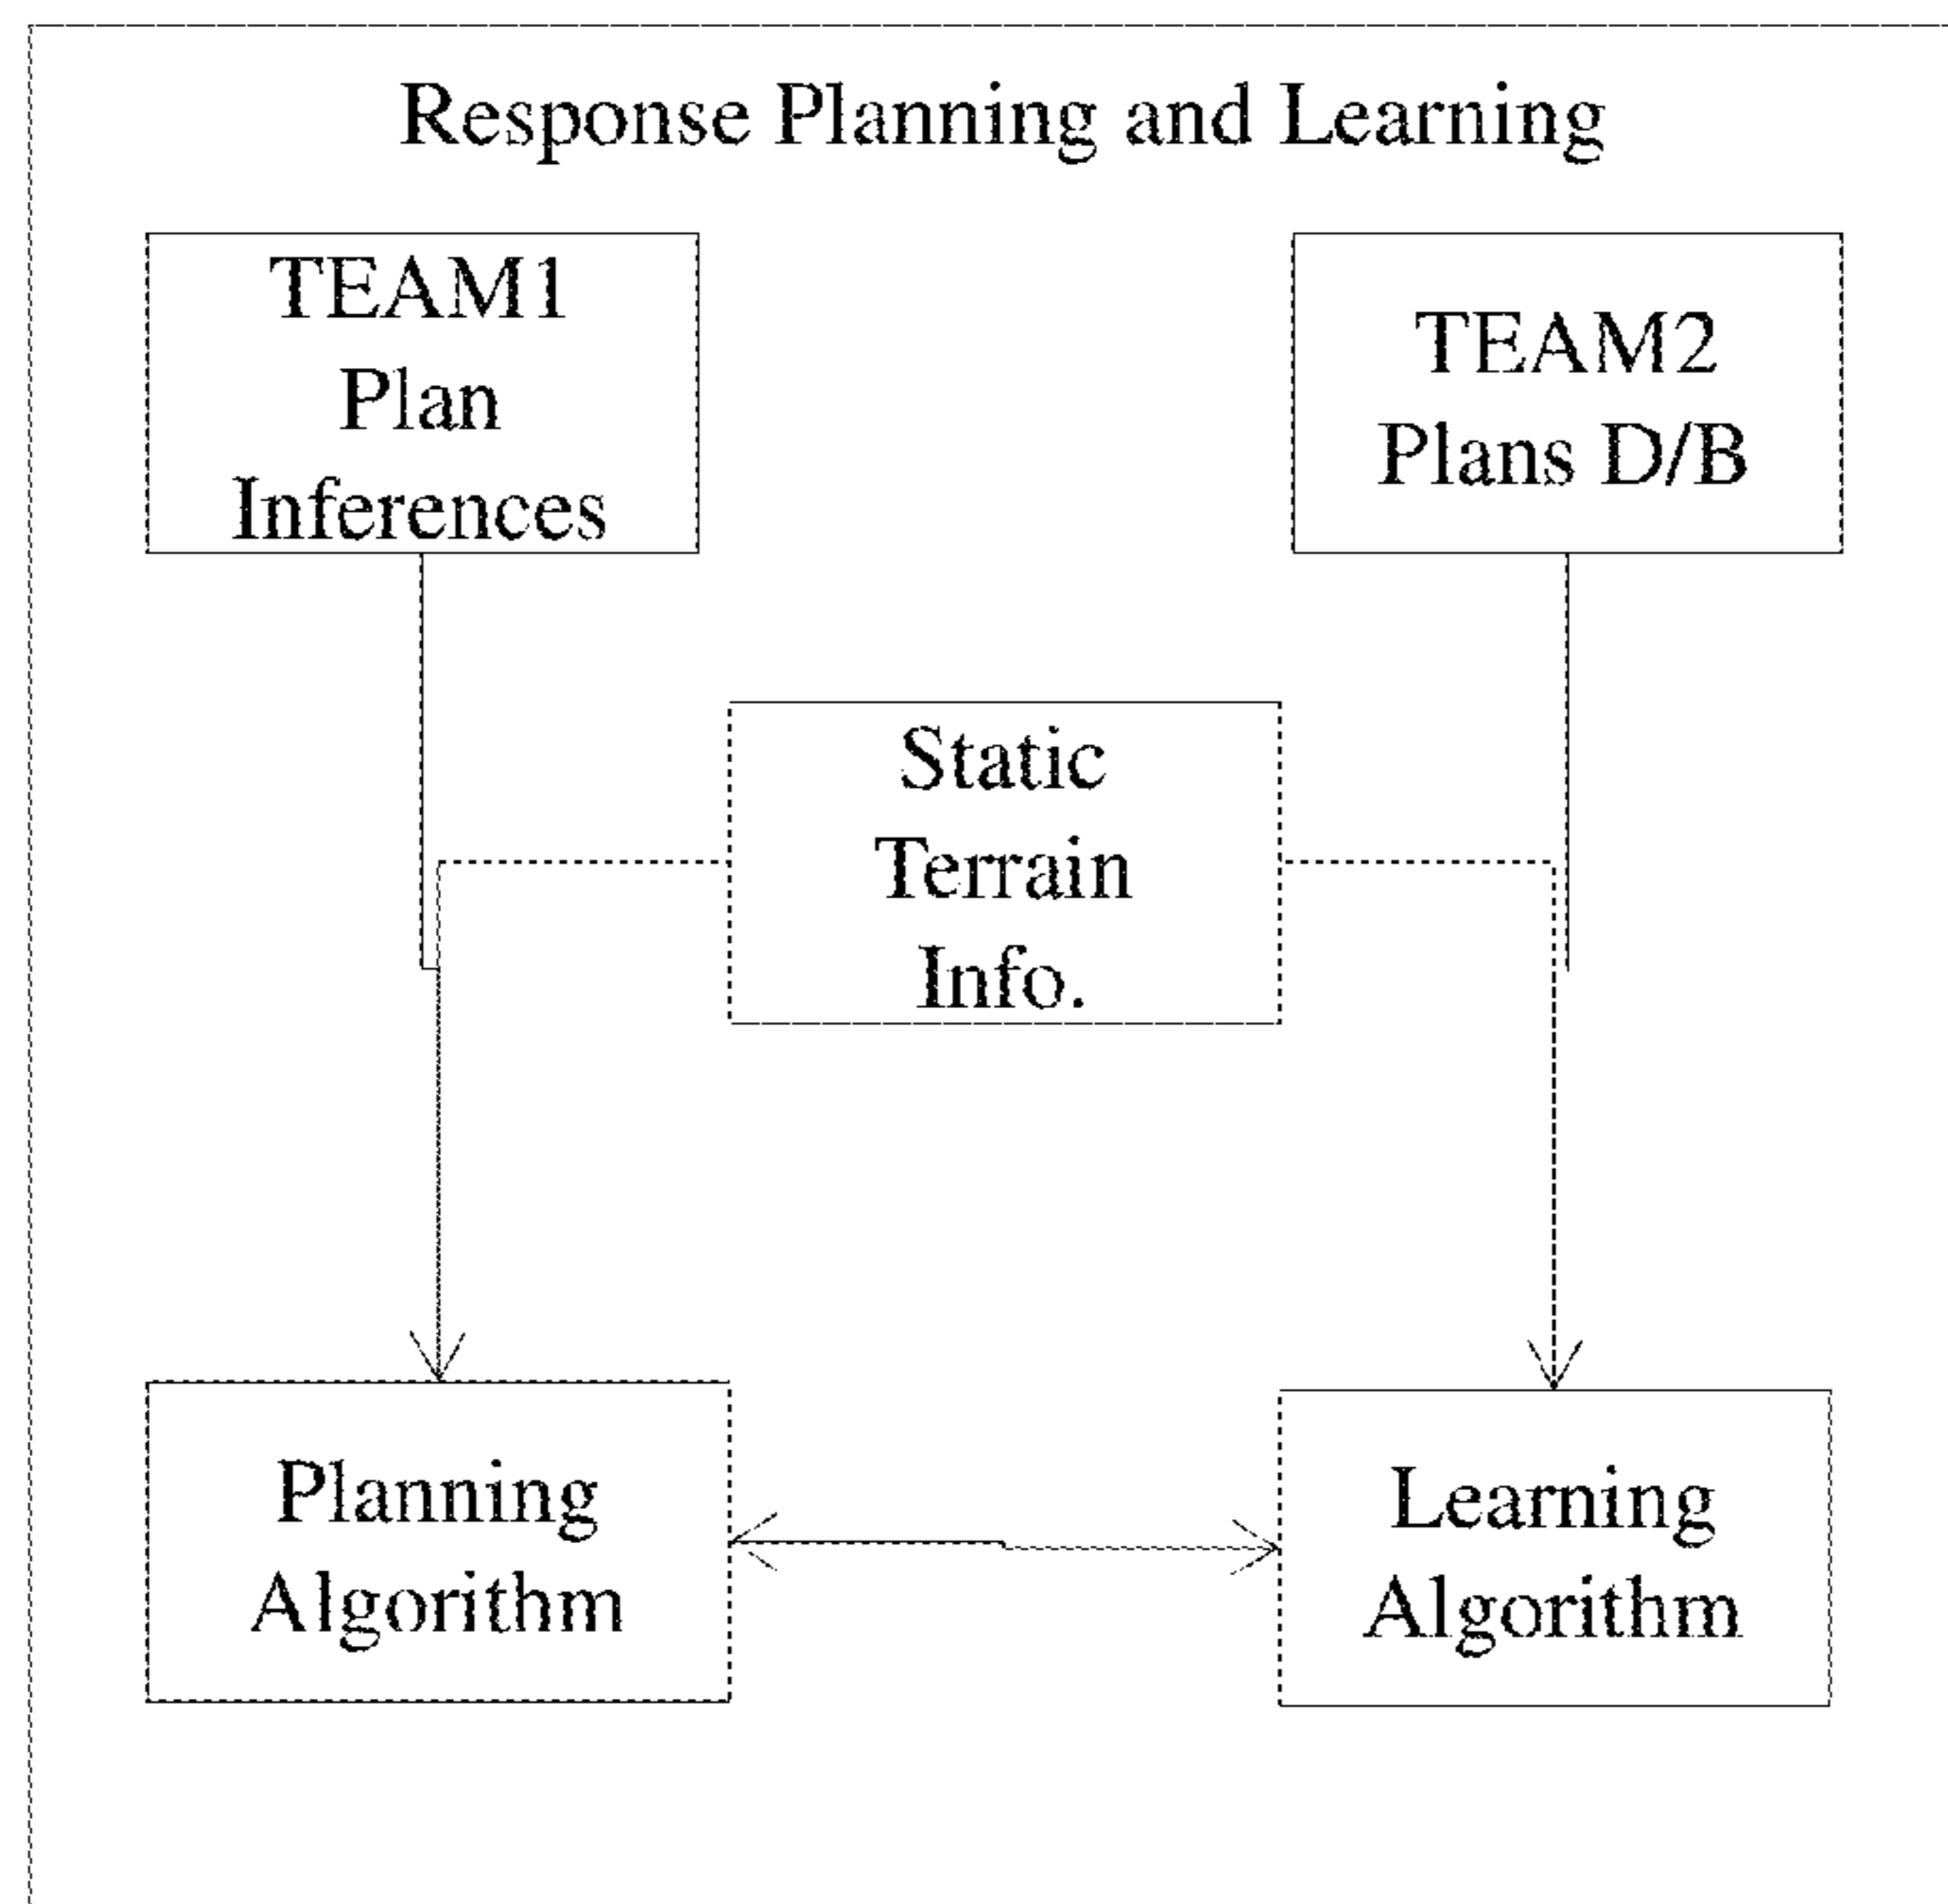 Response Planning and Learning
TEAM1
Plan
Inferences
TEAM2
Plans D/B
Static
Terrain
Info.
Planning
Algorithm
Learning
Algorithm